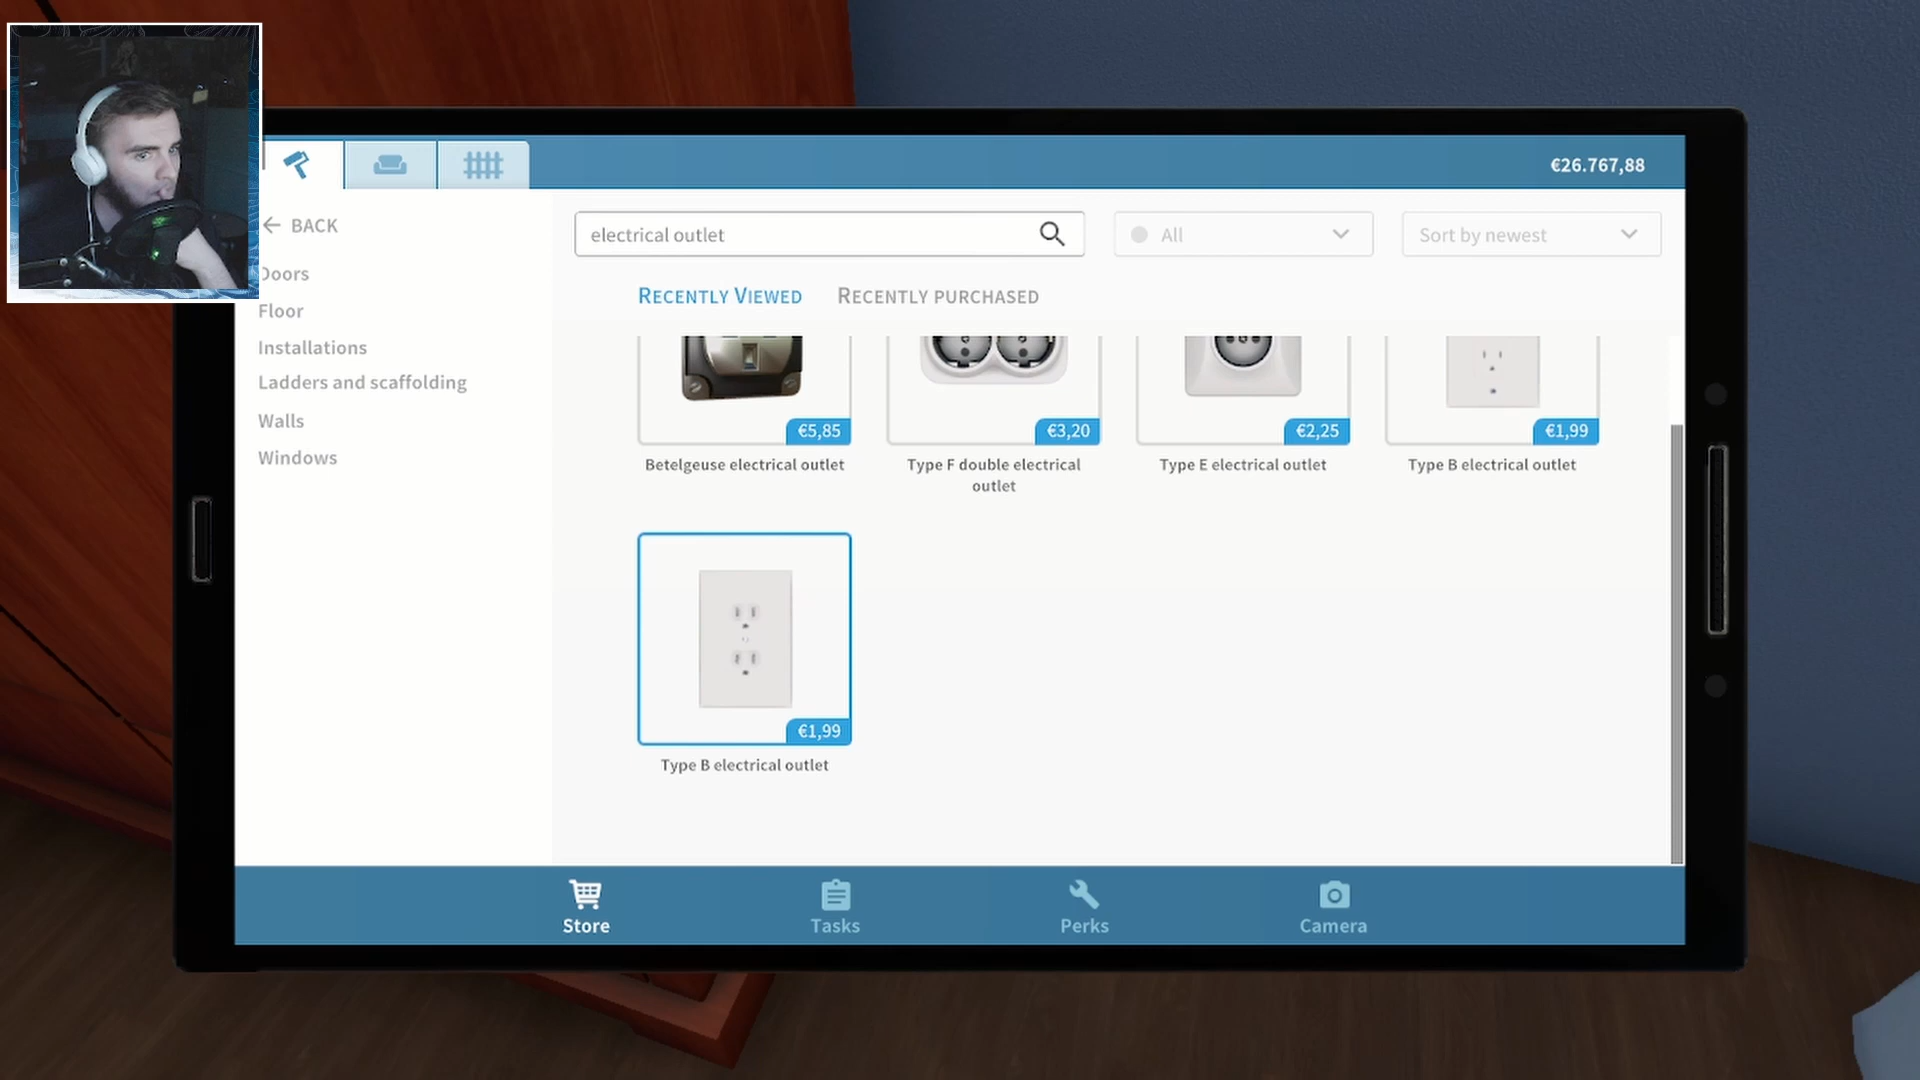 €26.767,88
BACK
electrical outlet
All
Sort by newest
Doors
Floor
Installations
Ladders and scaffolding
Walls
Windows
RECENTLY VIEWED
RECENTLY PURCHASED
€5,85
€3,20
€2,25
€1,99
Betelgeuse electrical outlet
Type F double electrical
outlet
Type E electrical outlet
Type B electrical outlet
€1,99
Type B electrical outlet
Store
Tasks
Perks
Camera